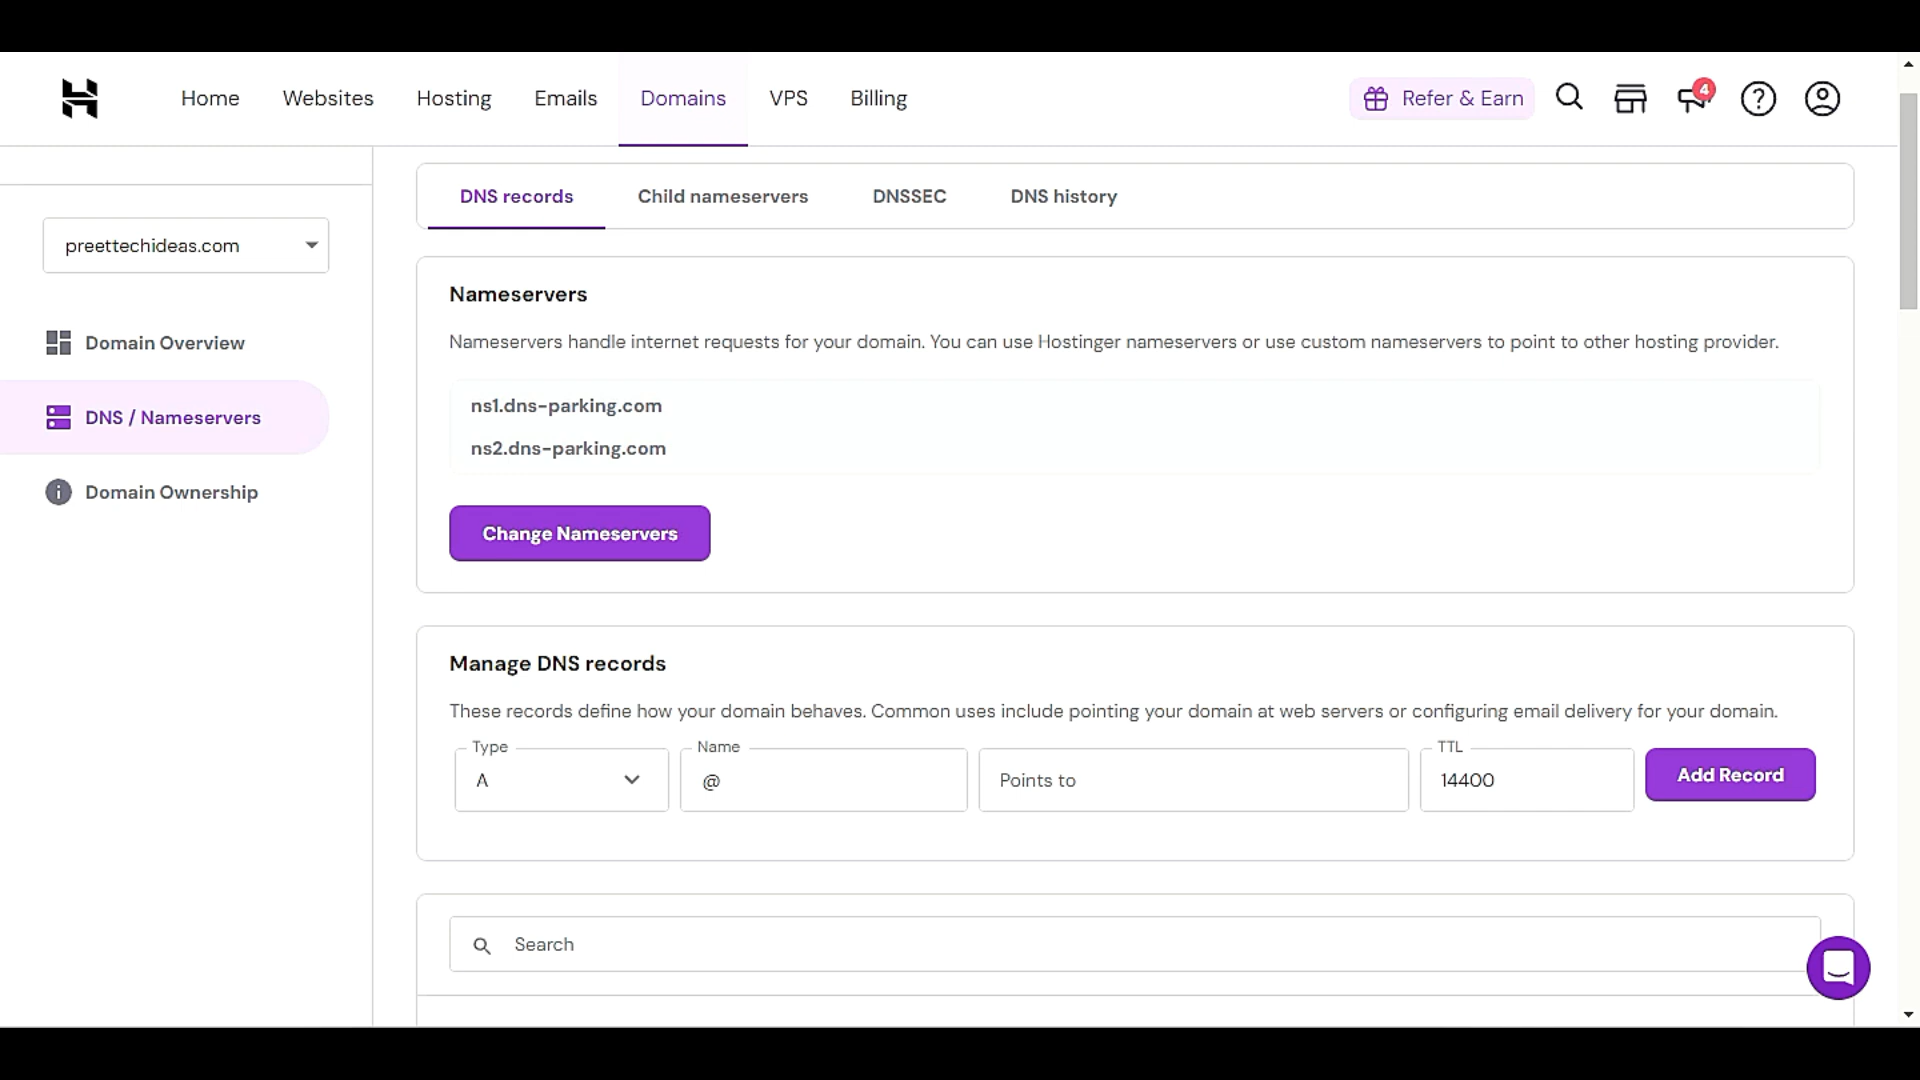 Home Websites Hosting Emails Domains VPS Billing Refer & Earn 4
DNS records Child nameservers DNSSEC DNS history
preettechideas.com
Domain Overview
DNS / Nameservers
Domain Ownership
Nameservers
Nameservers handle internet requests for your domain. You can use Hostinger nameservers or use custom nameservers to point to other hosting provider.
ns1.dns-parking.com
ns2.dns-parking.com
Change Nameservers
Manage DNS records
These records define how your domain behaves. Common uses include pointing your domain at web servers or configuring email delivery for your domain.
Type Name TTL
A @ Points to 14400 Add Record
Search